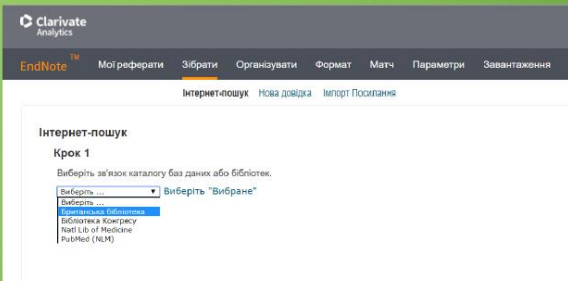 Clarivate
Analytics
EndNote TM Мої реферати Зібрати Організувати Формат Матч Параметри Завантаження
Інтернет-пошук Нова довідка Імпорт Посилання
Інтернет-пошук
Крок 1
Виберіть зв'язок каталогу баз даних або бібліотек.
Виберіть ... Виберіть "Вибране"
Виберіть ...
Британська бібліотека
Бібліотека Конгресу
Natl Lib of Medicine
PubMed (NLM)